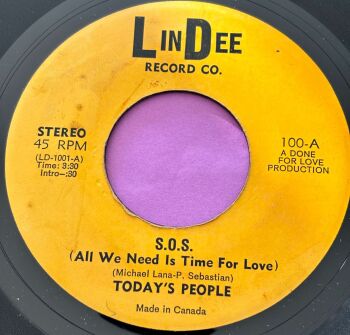 LINDEE
RECORD CO.
STEREO
45 RPM
(LD-1001-A)
Time: 3:30
Intro—:30
100-A
A DONE
FOR LOVE
PRODUCTION
S.O.S.
(All We Need Is Time For Love)
(Michael Lana-P. Sebastian)
TODAY'S PEOPLE
Made in Canada